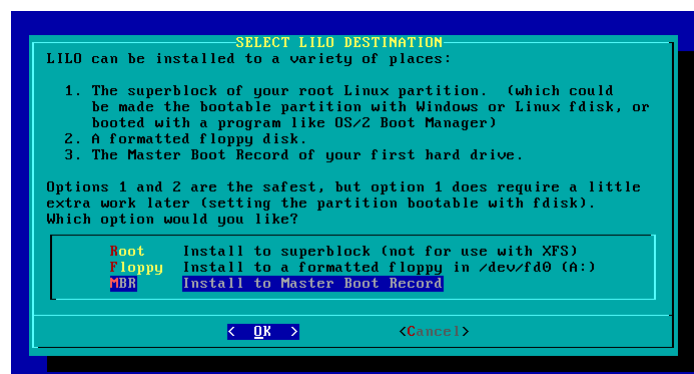 SELECT LILO DESTINATION
LILO can be installed to a variety of places:
1. The superblock of your root Linux partition. (which could
be made the bootable partition with Windows or Linux fdisk, or
booted with a program like OS/2 Boot Manager)
2. A formatted floppy disk.
3. The Master Boot Record of your first hard drive.
Options 1 and 2 are the safest, but option 1 does require a little
extra work later (setting the partition bootable with fdisk).
Which option would you like?
Root Install to superblock (not for use with XFS)
Floppy Install to a formatted floppy in /dev/fd0 (A:)
MBR Install to Master Boot Record
< OK > <Cancel>